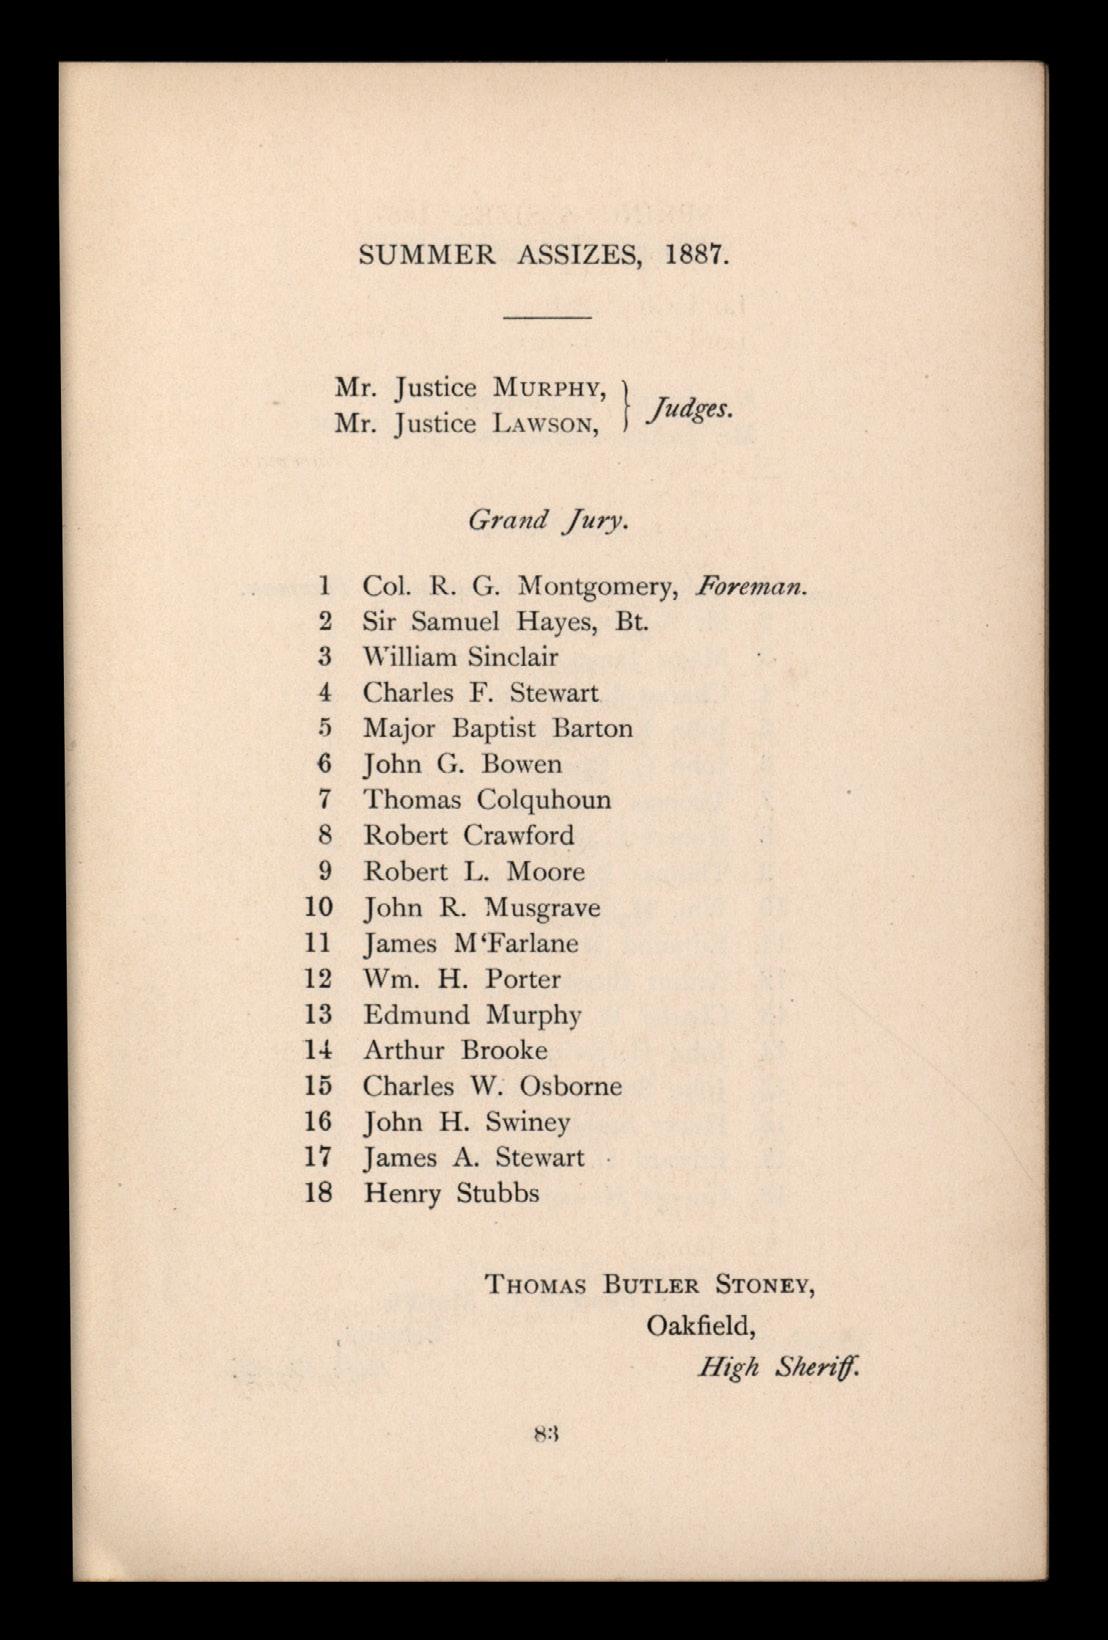 SUMMER ASSIZES, 1887.
Mr. Justice MURPHY,
Mr. Justice LAWSON, } Judges.
Grand Jury.
1 Col. R. G. Montgomery, Foreman.
2 Sir Samuel Hayes, Bt.
3 William Sinclair
4 Charles F. Stewart
5 Major Baptist Barton
6 John G. Bowen
7 Thomas Colquhoun
8 Robert Crawford
9 Robert L. Moore
10 John R. Musgrave
11 James M‘Farlane
12 Wm. H. Porter
13 Edmund Murphy
14 Arthur Brooke
15 Charles W. Osborne
16 John H. Swiney
17 James A. Stewart
18 Henry Stubbs
THOMAS BUTLER STONEY,
Oakfield,
High Sheriff.
83